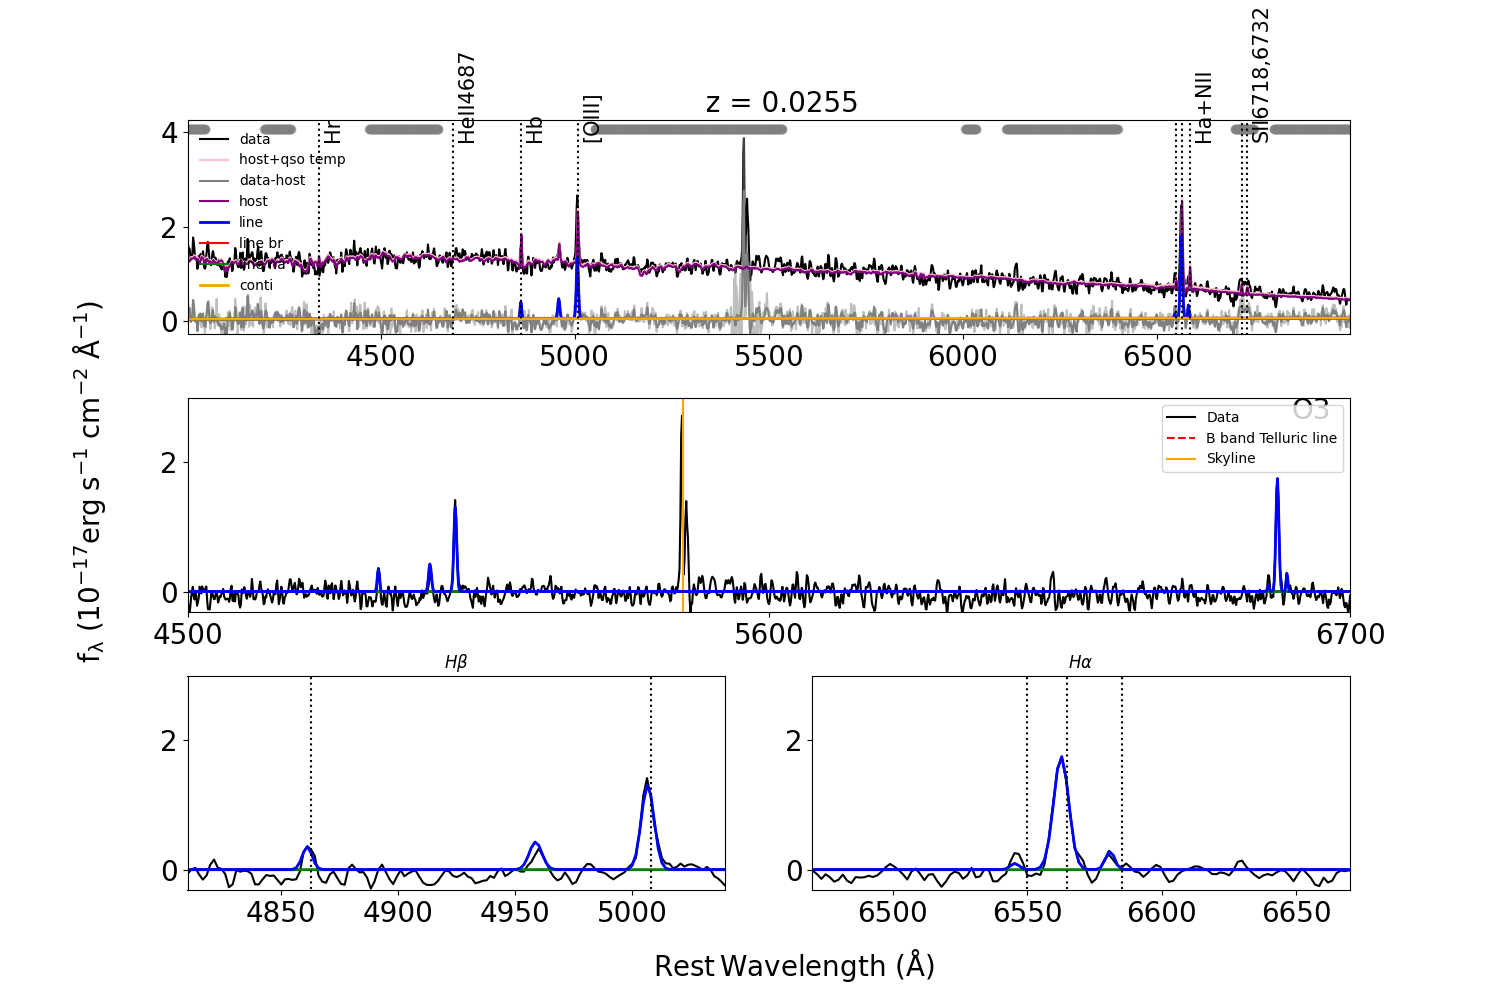 z = 0.0255
Hr
HeII4687
Hb
[OIII]
Ha+NII
SII6718,6732
data
host+qso temp
data-host
host
line
line br
conti
4
2
0
4500 5000 5500 6000 6500
O3
Data
B band Telluric line
Skyline
2
0
4500 5600 6700
fλ (10⁻¹⁷erg s⁻¹ cm⁻² Å⁻¹)
Hβ
2
0
4850 4900 4950 5000
Hα
2
0
6500 6550 6600 6650
Rest Wavelength (Å)